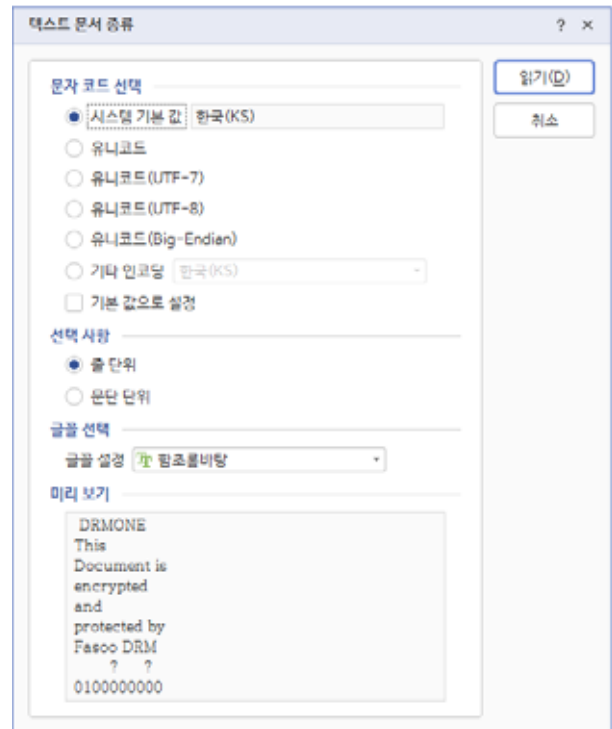 텍스트 문서 종류 ? ×
읽기(D)
취소
문자 코드 선택
시스템 기본 값 한국(KS)
유니코드
유니코드(UTF-7)
유니코드(UTF-8)
유니코드(Big-Endian)
기타 인코딩 한국(KS)
기본 값으로 설정
선택 사항
줄 단위
문단 단위
글꼴 선택
글꼴 설정 함초롬바탕
미리 보기
DRMONE
This
Document is
encrypted
and
protected by
Fasoo DRM
? ?
0100000000